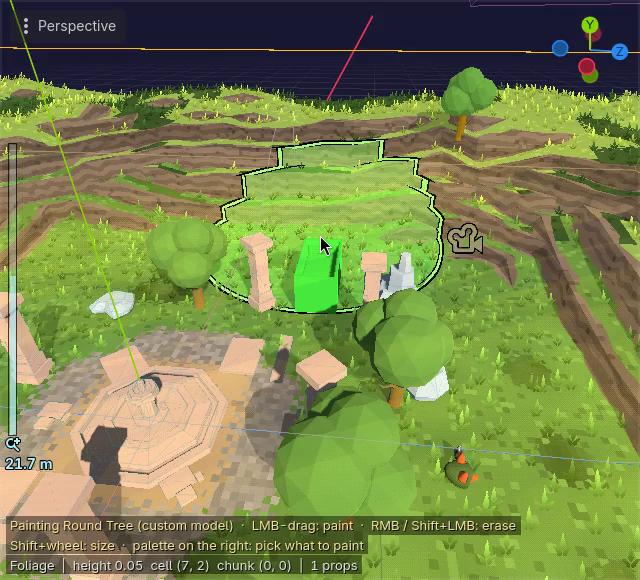 Perspective
Y
Z
21.7 m
Painting Round Tree (custom model)  ·  LMB-drag: paint  ·  RMB / Shift+LMB: erase
Shift+wheel: size  ·  palette on the right: pick what to paint
Foliage | height 0.05  cell (7, 2)  chunk (0, 0) | 1 props